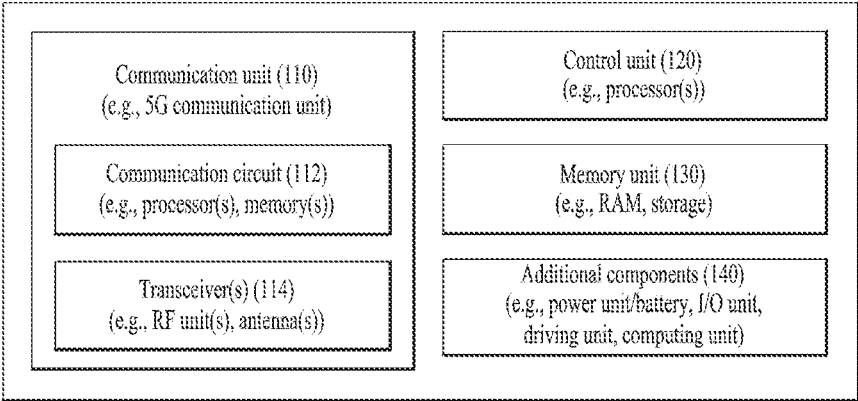 Communication unit (110)
(e.g., 5G communication unit)
Communication circuit (112)
(e.g., processor(s), memory(s))
Transceiver(s) (114)
(e.g., RF unit(s), antenna(s))
Control unit (120)
(e.g., processor(s))
Memory unit (130)
(e.g., RAM, storage)
Additional components (140)
(e.g., power unit/battery, I/O unit,
driving unit, computing unit)